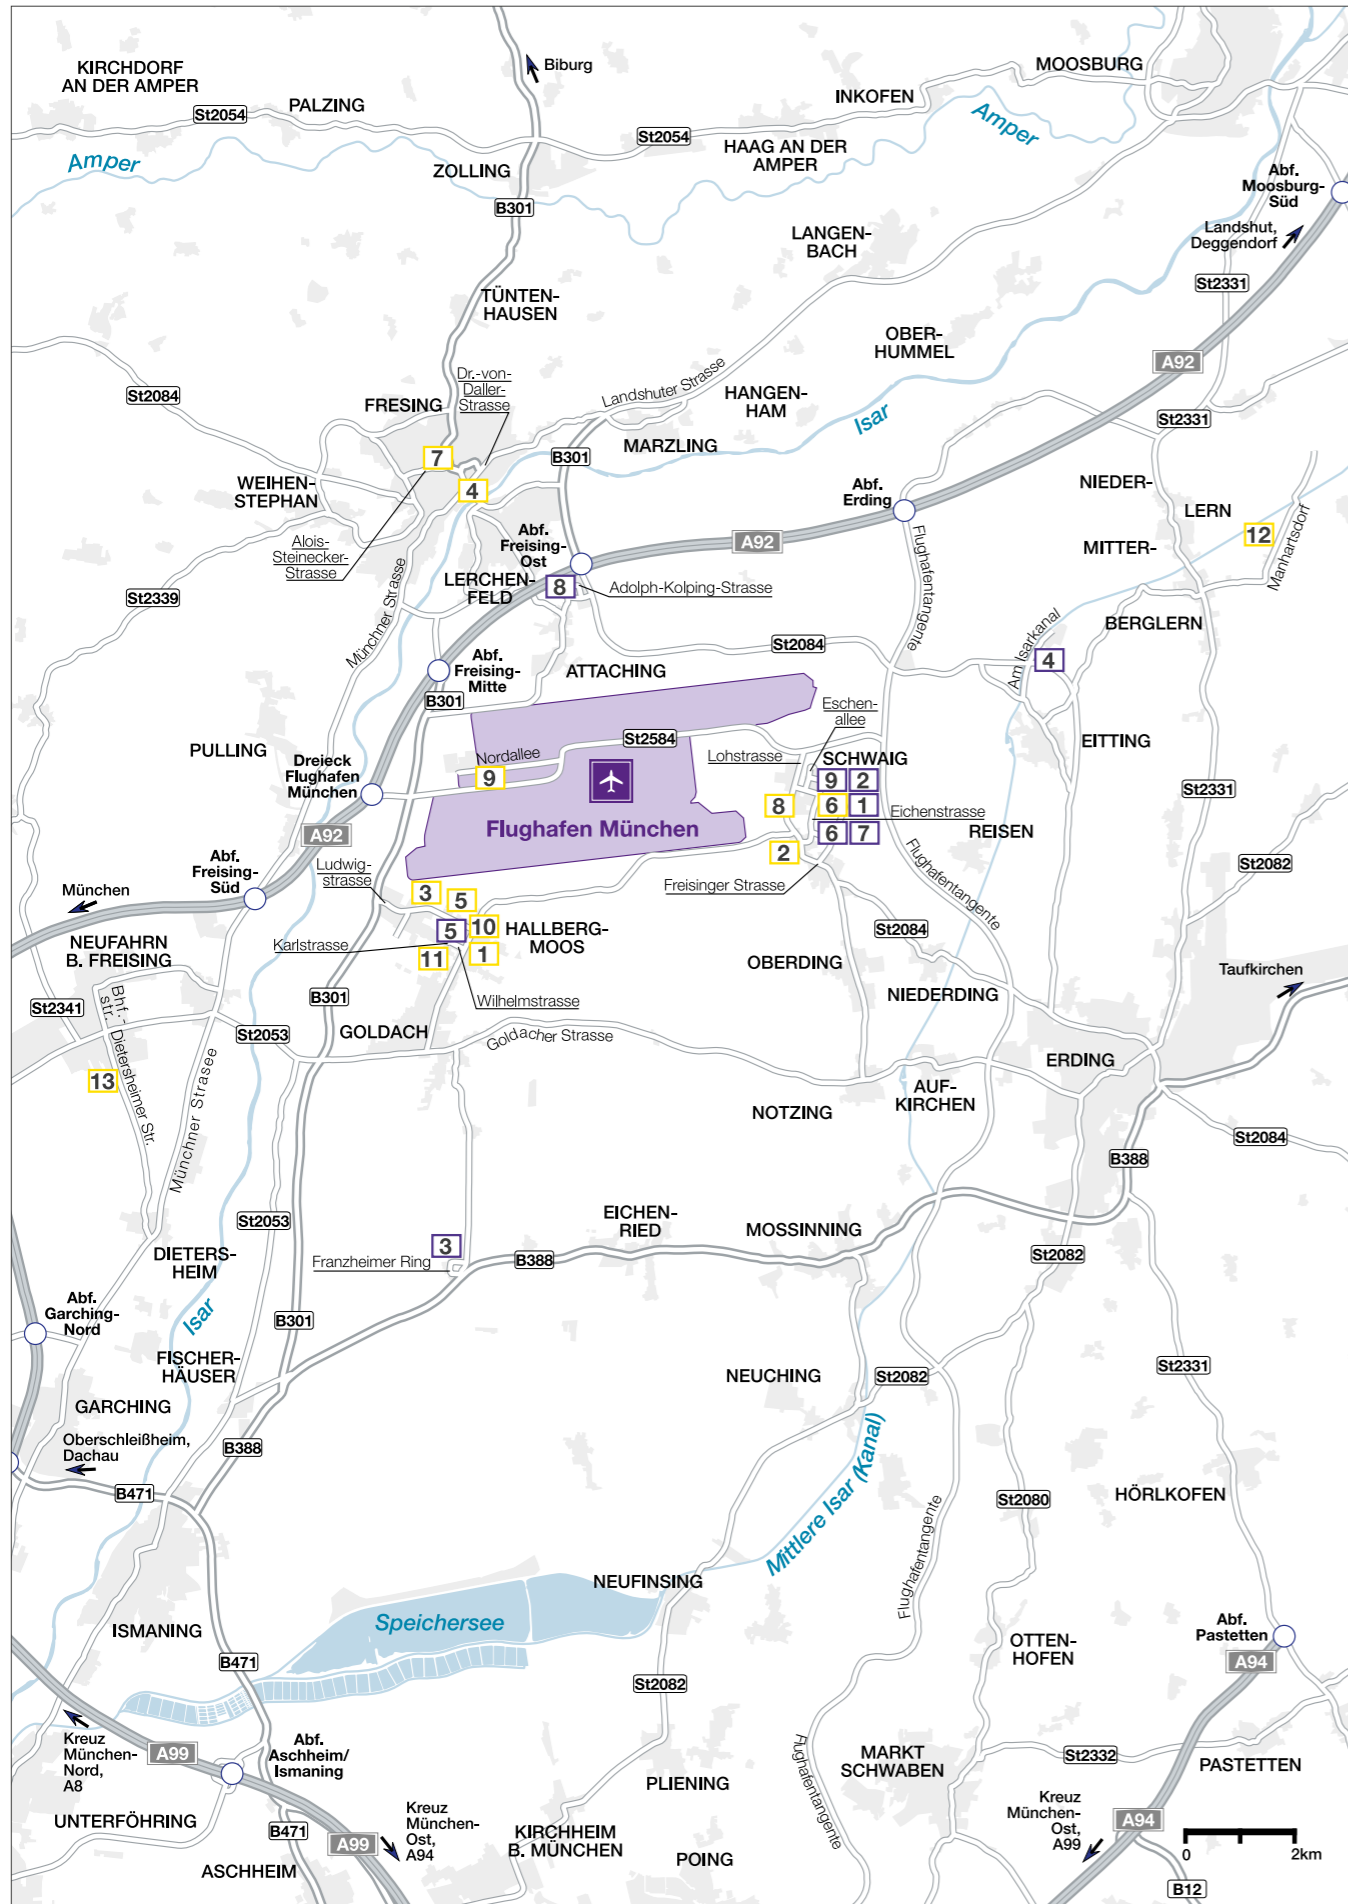 KIRCHDORF
AN DER AMPER
PALZING
St2054
Biburg
MOOSBURG
INKOFEN
St2054
Amper
HAAG AN DER
AMPER
Amper
ZOLLING
B301
Abf.
Moosburg-
Süd
Landshut,
Deggendorf
LANGEN-
BACH
St2331
TÜNTEN-
HAUSEN
OBER-
HUMMEL
A92
Dr.-von-
Daller-
Strasse
Landshuter Strasse
St2084
FRESING
HANGEN-
HAM
Isar
St2331
MARZLING
B301
7
4
WEIHEN-
STEPHAN
NIEDER-
LERN
MITTER-
12
Manhartsdorf
Abf.
Erding
Flughafentangente
A92
Alois-
Steinecker-
Strasse
Abf.
Freising-
Ost
LERCHEN-
FELD
8
Adolph-Kolping-Strasse
St2339
Münchner Strasse
BERGLERN
Am Isarkanal
4
St2084
Abf.
Freising-
Mitte
ATTACHING
B301
Eschen-
allee
EITTING
PULLING
Nordallee
St2584
Lohstrasse
SCHWAIG
Dreieck
Flughafen
München
9
9
2
8
6
1
Eichenstrasse
6
7
St2331
Flughafen München
REISEN
A92
2
Flughafentangente
St2082
Abf.
Freising-
Süd
Ludwig-
strasse
Freisinger Strasse
München
3
5
10
5
HALLBERG-
MOOS
St2084
NEUFAHRN
B. FREISING
Karlstrasse
11
1
OBERDING
Taufkirchen
Wilhelmstrasse
NIEDERDING
B301
St2341
Bhf.-
str.
St2053
GOLDACH
Goldacher Strasse
ERDING
13
Dietersheimer Str.
Münchner Strasee
AUF-
KIRCHEN
NOTZING
St2084
B388
St2053
EICHEN-
RIED
MOSSINNING
3
Franzheimer Ring
B388
St2082
DIETERS-
HEIM
Abf.
Garching-
Nord
Isar
B301
FISCHER-
HÄUSER
NEUCHING
St2082
St2331
GARCHING
Oberschleißheim,
Dachau
B388
Mittlere Isar (Kanal)
B471
St2080
HÖRLKOFEN
Flughafentangente
NEUFINSING
Speichersee
ISMANING
Abf.
Pastetten
OTTEN-
HOFEN
B471
A94
St2082
Kreuz
München-
Nord,
A8
A99
Abf.
Aschheim/
Ismaning
Flughafentangente
MARKT
SCHWABEN
St2332
PASTETTEN
PLIENING
UNTERFÖHRING
B471
Kreuz
München-
Ost,
A94
A99
KIRCHHEIM
B. MÜNCHEN
Kreuz
München-
Ost,
A99
A94
ASCHHEIM
POING
0
2km
B12